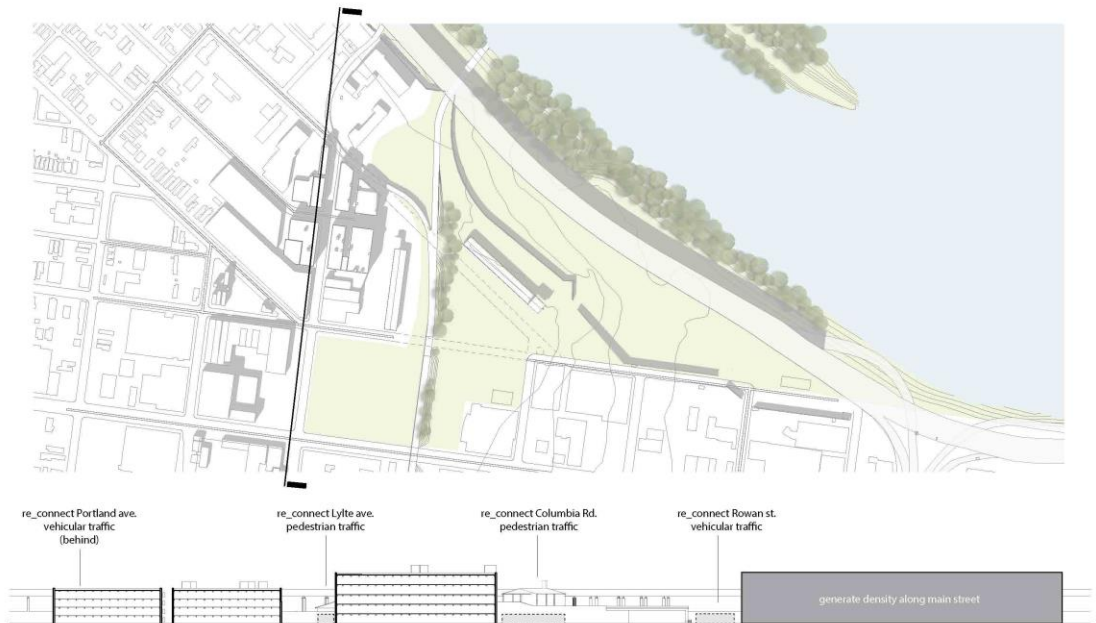 re_connect Portland ave.
vehicular traffic
(behind)
re_connect Lylte ave.
pedestrian traffic
re_connect Columbia Rd.
pedestrian traffic
re_connect Rowan st.
vehicular traffic
generate density along main street